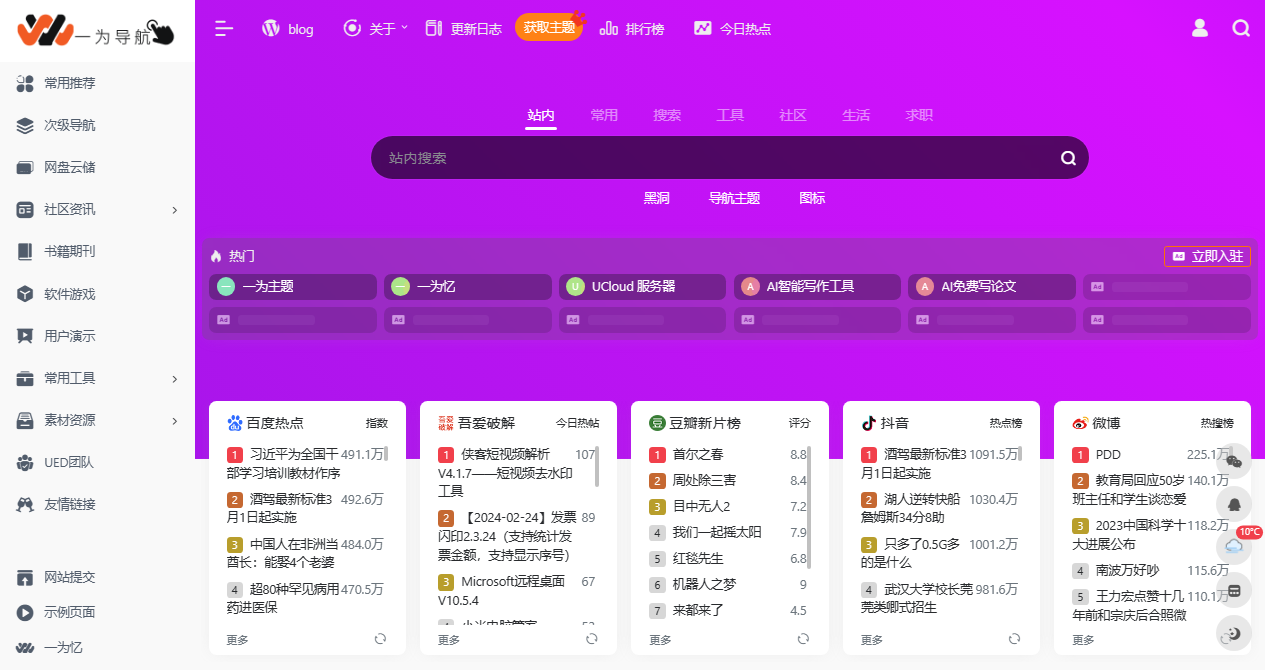 一为导航
常用推荐
次级导航
网盘云储
社区资讯
书籍期刊
软件游戏
用户演示
常用工具
素材资源
UED团队
友情链接
网站提交
示例页面
一为忆
blog
关于
更新日志
获取主题
排行榜
今日热点
站内
常用
搜索
工具
社区
生活
求职
站内搜索
黑洞
导航主题
图标
热门
Ad 立即入驻
一为主题
一为忆
U UCloud 服务器
A AI智能写作工具
A AI免费写论文
Ad
Ad
Ad
Ad
Ad
Ad
Ad
百度热点 指数
1 习近平为全国干 491.1万
部学习培训教材作序
2 酒驾最新标准3 492.6万
月1日起实施
3 中国人在非洲当 484.0万
酋长：能娶4个老婆
4 超80种罕见病用 470.5万
药进医保
更多
吾爱破解 吾爱破解 今日热帖
1 侠客短视频解析 107
V4.1.7——短视频去水印
工具
2 【2024-02-24】发票 89
闪印2.3.24（支持统计发
票金额，支持显示序号）
3 Microsoft远程桌面 67
V10.5.4
更多
豆 豆瓣新片榜 评分
1 首尔之春 8.8
2 周处除三害 8.4
3 目中无人2 7.2
4 我们一起摇太阳 7.9
5 红毯先生 6.8
6 机器人之梦 9
7 来都来了 4.5
更多
抖音 热点榜
1 酒驾最新标准3 1091.5万
月1日起实施
2 湖人逆转快船 1030.4万
詹姆斯34分8助
3 只多了0.5G多 1001.2万
的是什么
4 武汉大学校长莞 981.6万
莞类卿式招生
更多
微博 热搜榜
1 PDD 225.1万
2 教育局回应50岁 140.1万
班主任和学生谈恋爱
3 2023中国科学十 118.2万
大进展公布
4 南波万好吵 115.6万
5 王力宏点赞十几 110.1万
年前和宗庆后合照微
更多
10℃